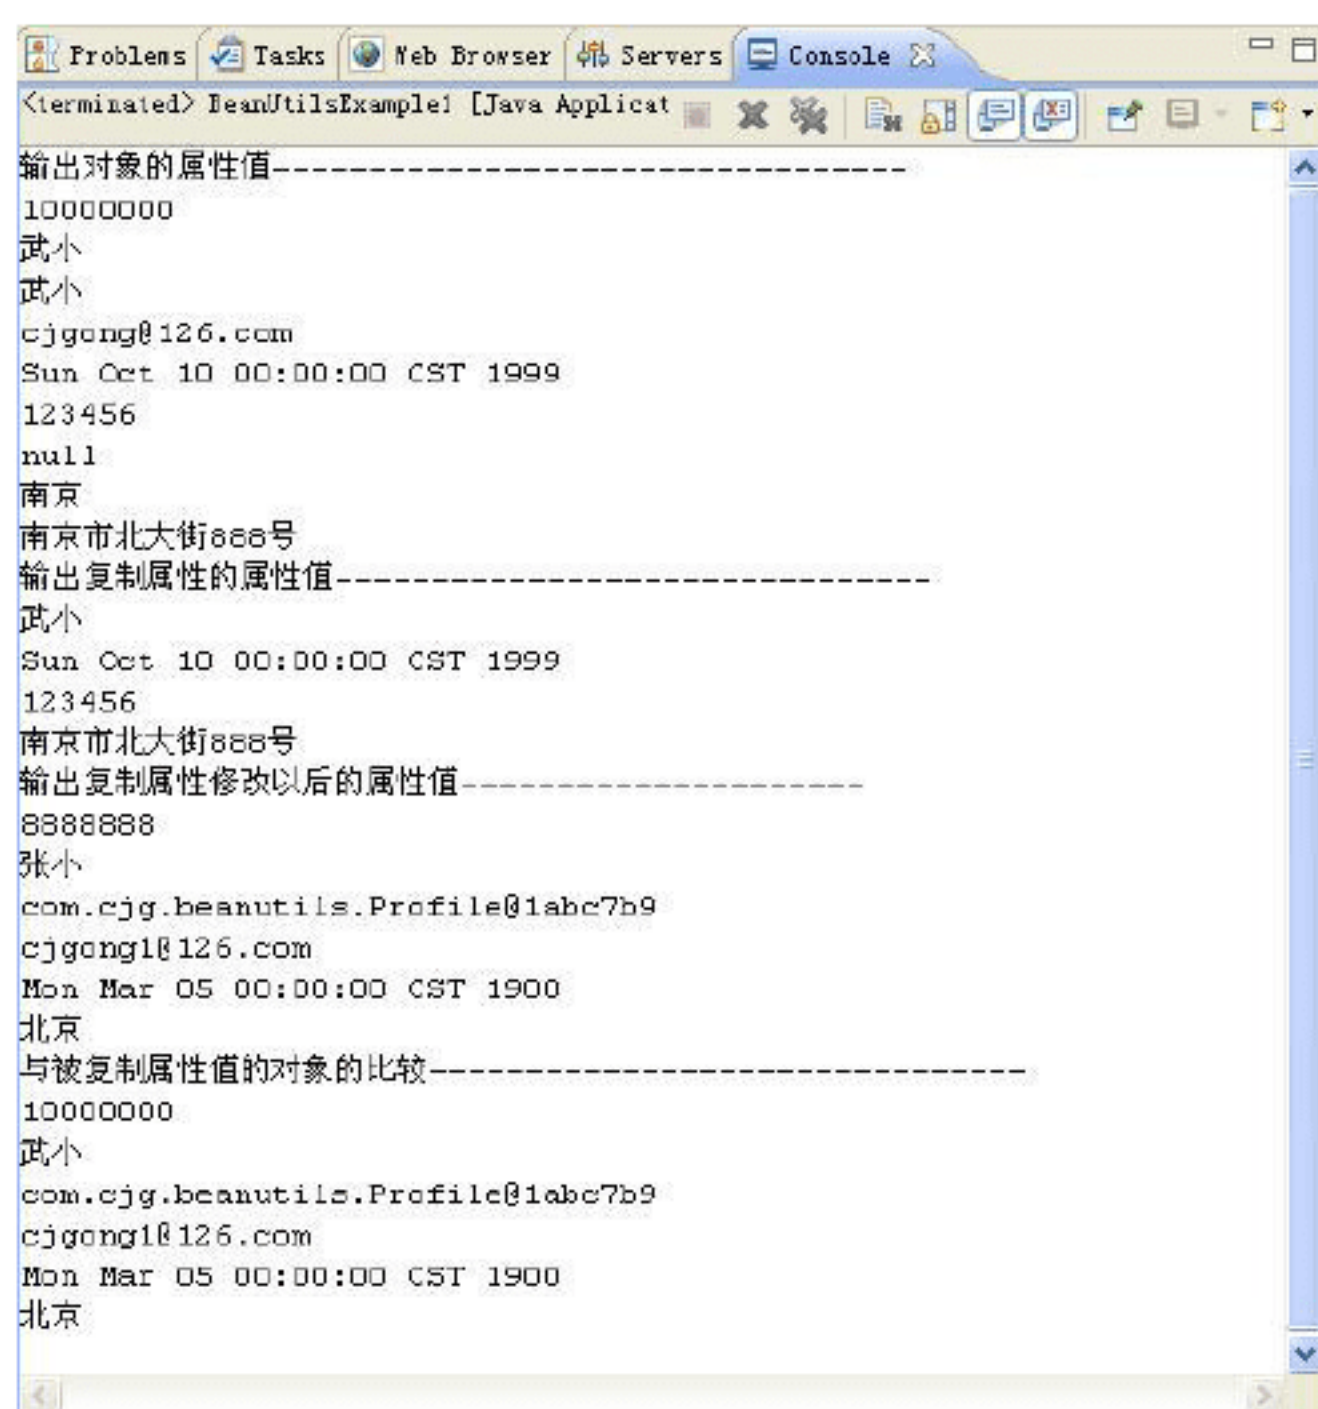 Problems Tasks Web Browser Servers Console
<terminated> BeanUtilsExample1 [Java Applicat
输出对象的属性值---------------------------------
10000000
武小
武小
cjgong@126.com
Sun Oct 10 00:00:00 CST 1999
123456
null
南京
南京市北大街888号
输出复制属性的属性值-------------------------------
武小
Sun Oct 10 00:00:00 CST 1999
123456
南京市北大街888号
输出复制属性修改以后的属性值---------------------
8888888
张小
com.cjg.beanutils.Profile@1abc7b9
cjgong1@126.com
Mon Mar 05 00:00:00 CST 1900
北京
与被复制属性值的对象的比较-------------------------------
10000000
武小
com.cjg.beanutils.Profile@1abc7b9
cjgong1@126.com
Mon Mar 05 00:00:00 CST 1900
北京